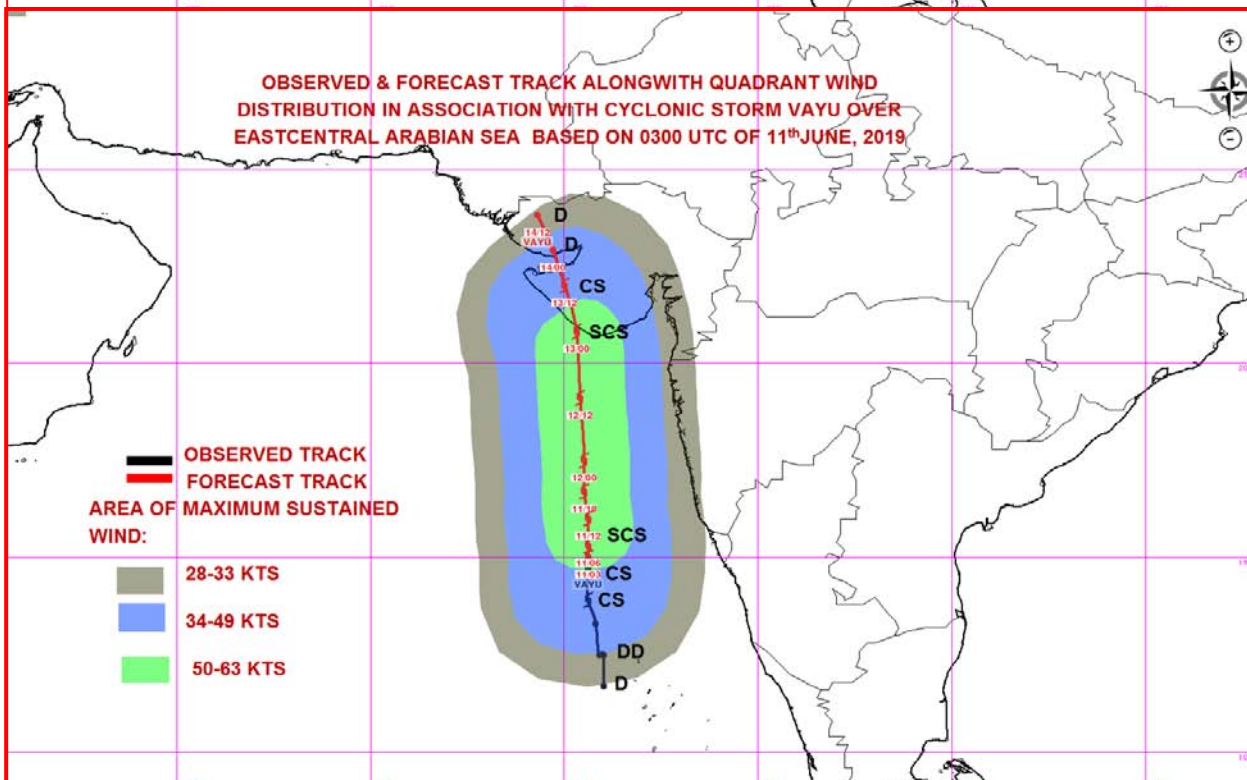 OBSERVED & FORECAST TRACK ALONGWITH QUADRANT WIND
DISTRIBUTION IN ASSOCIATION WITH CYCLONIC STORM VAYU OVER
EASTCENTRAL ARABIAN SEA BASED ON 0300 UTC OF 11thJUNE, 2019
D
14/12
VAYU
D
14/00
CS
13/12
SCS
13/00
12/12
12/00
11/18
SCS
11/12
11/06
CS
11/03
VAYU
CS
DD
D
OBSERVED TRACK
FORECAST TRACK
AREA OF MAXIMUM SUSTAINED
WIND:
28-33 KTS
34-49 KTS
50-63 KTS